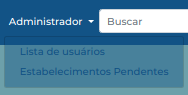 Administrador
Buscar
Lista de usuários
Estabelecimentos Pendentes